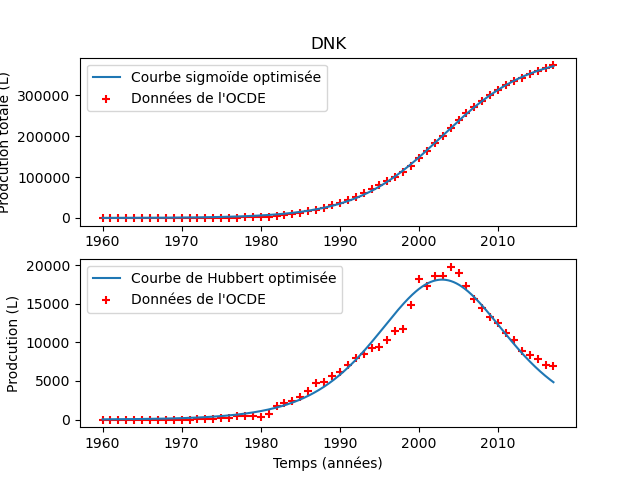 DNK
Prodcution totale (L)
300000
200000
100000
0
Courbe sigmoïde optimisée
Données de l'OCDE
1960 1970 1980 1990 2000 2010
Prodcution (L)
20000
15000
10000
5000
0
Courbe de Hubbert optimisée
Données de l'OCDE
1960 1970 1980 1990 2000 2010
Temps (années)